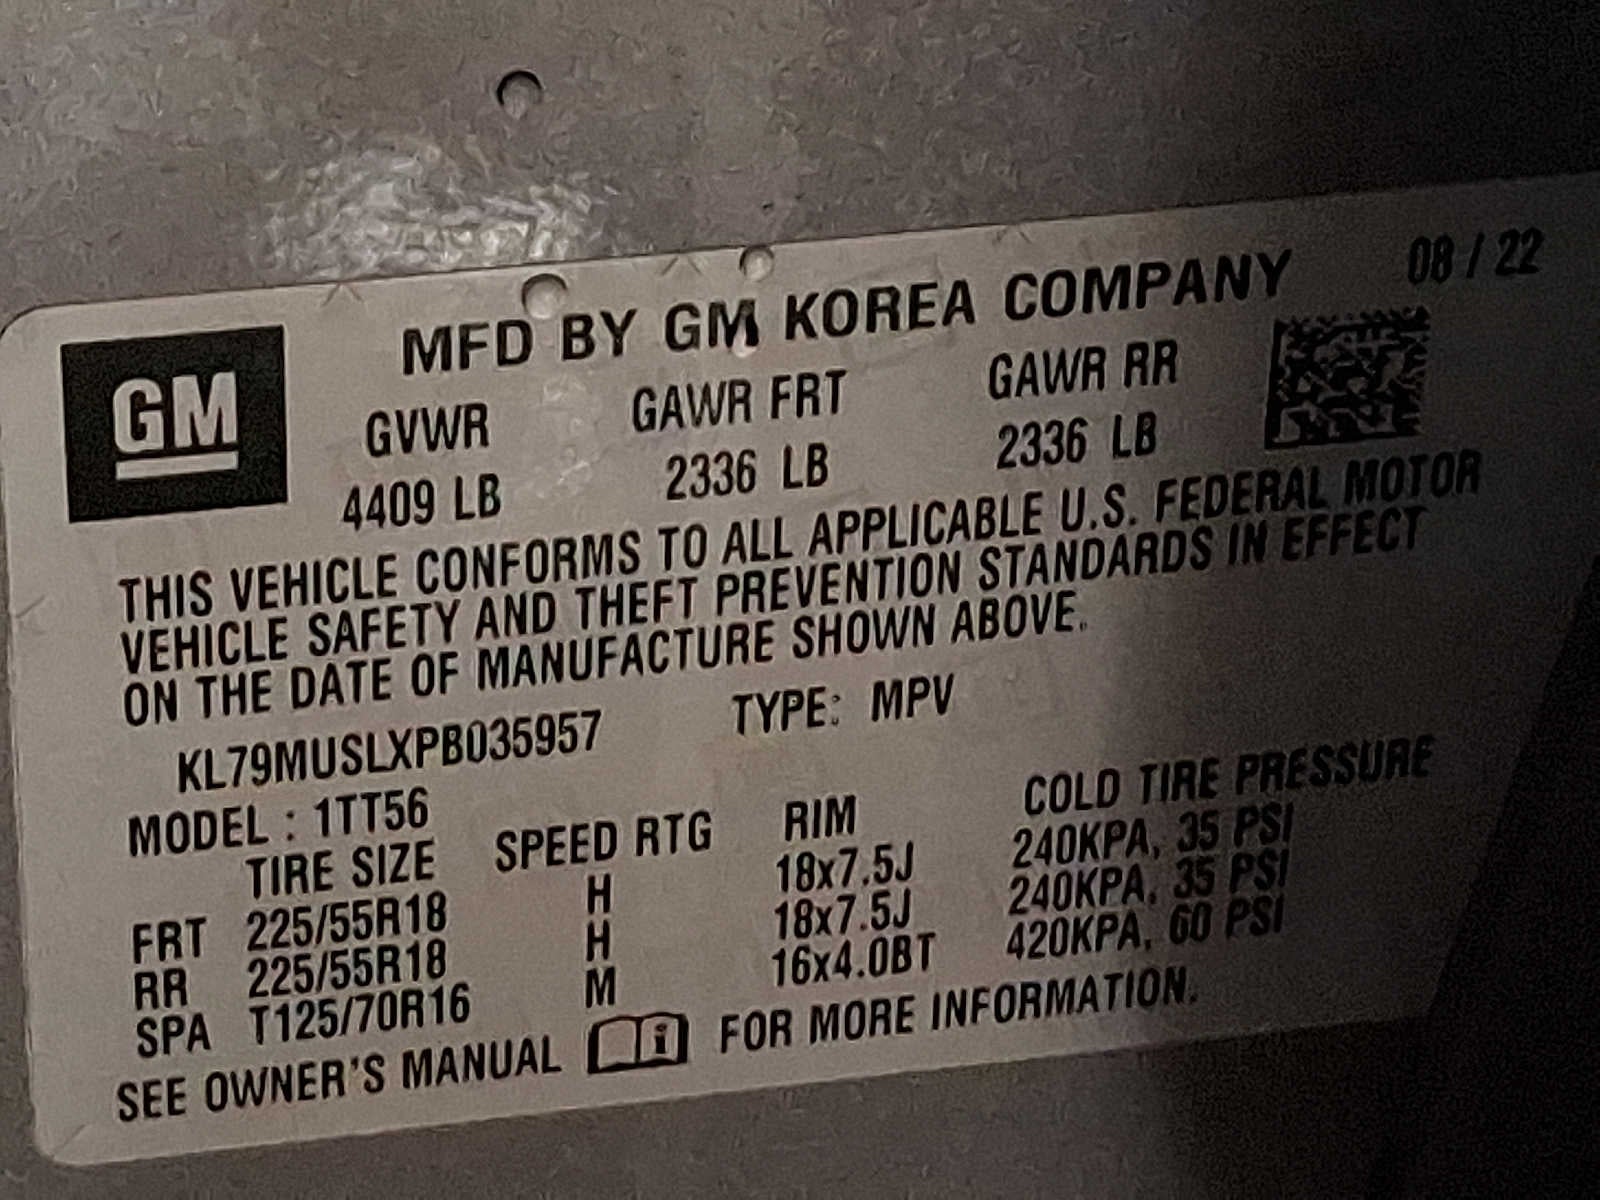 08 / 22
MFD BY GM KOREA COMPANY
GM
GVWR GAWR FRT GAWR RR
4409 LB 2336 LB 2336 LB
THIS VEHICLE CONFORMS TO ALL APPLICABLE U.S. FEDERAL MOTOR
VEHICLE SAFETY AND THEFT PREVENTION STANDARDS IN EFFECT
ON THE DATE OF MANUFACTURE SHOWN ABOVE.
KL79MUSLXPB035957 TYPE: MPV
MODEL : 1TT56
TIRE SIZE SPEED RTG RIM COLD TIRE PRESSURE
FRT 225/55R18 H 18x7.5J 240KPA, 35 PSI
RR 225/55R18 H 18x7.5J 240KPA, 35 PSI
SPA T125/70R16 M 16x4.0BT 420KPA, 60 PSI
SEE OWNER'S MANUAL i FOR MORE INFORMATION.